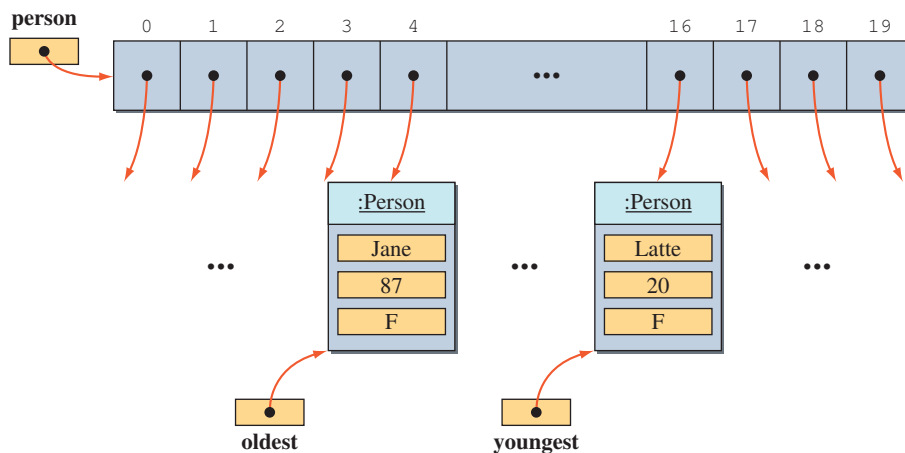 person
0 1 2 3 4 ••• 16 17 18 19
:Person :Person
Jane Latte
••• 87 ••• 20 •••
F F
oldest youngest